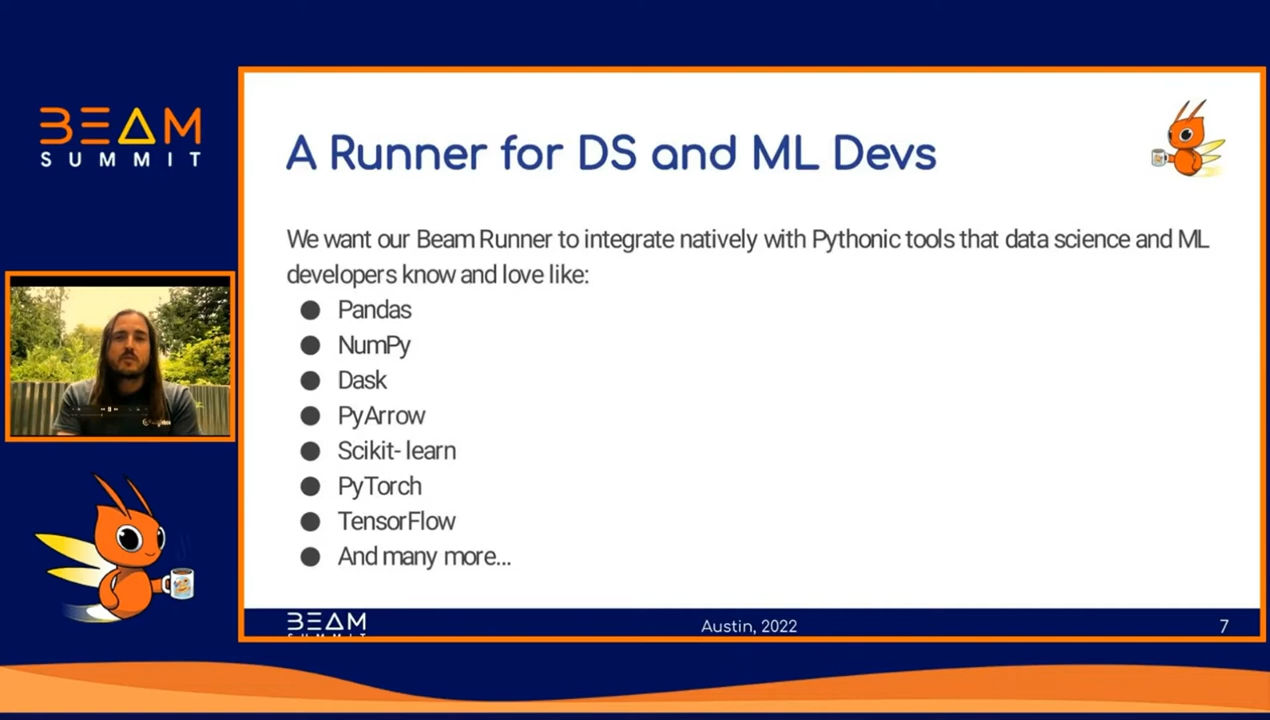 BEAM
SUMMIT
A Runner for DS and ML Devs
We want our Beam Runner to integrate natively with Pythonic tools that data science and ML
developers know and love like:
● Pandas
● NumPy
● Dask
● PyArrow
● Scikit- learn
● PyTorch
● TensorFlow
● And many more...
BEAM
SUMMIT
Austin, 2022
7